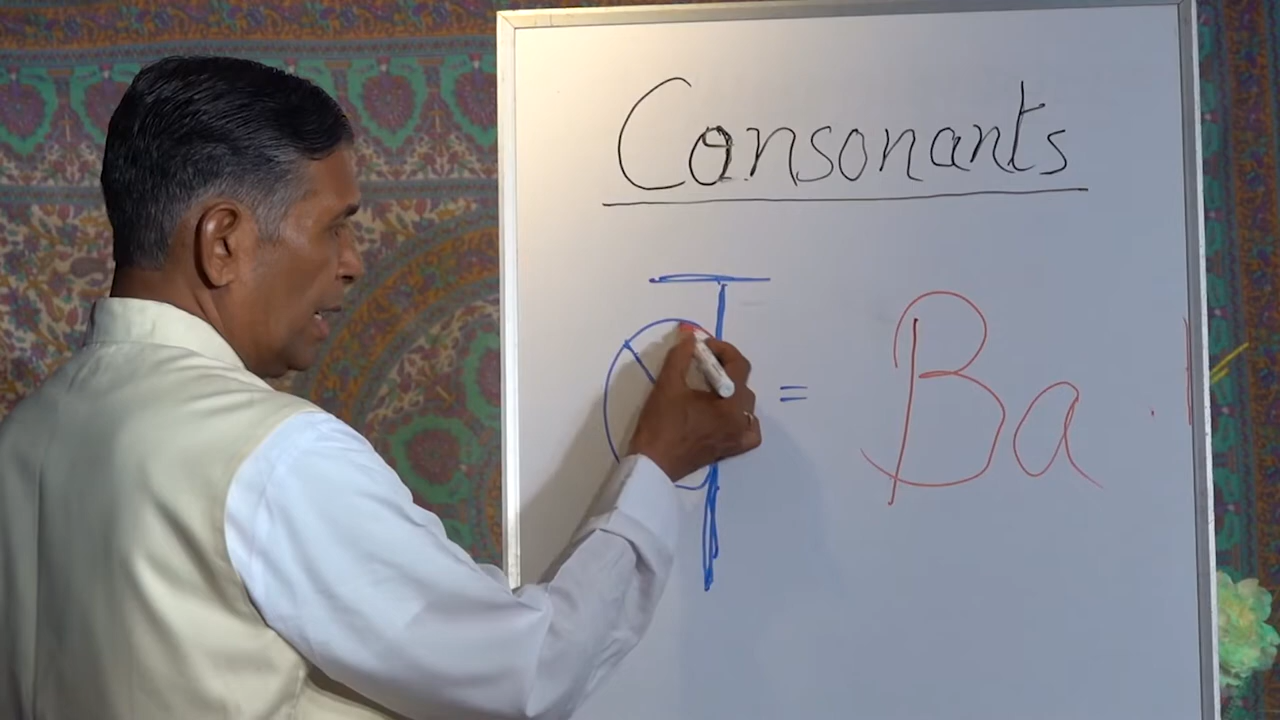 Consonants
ब = Ba